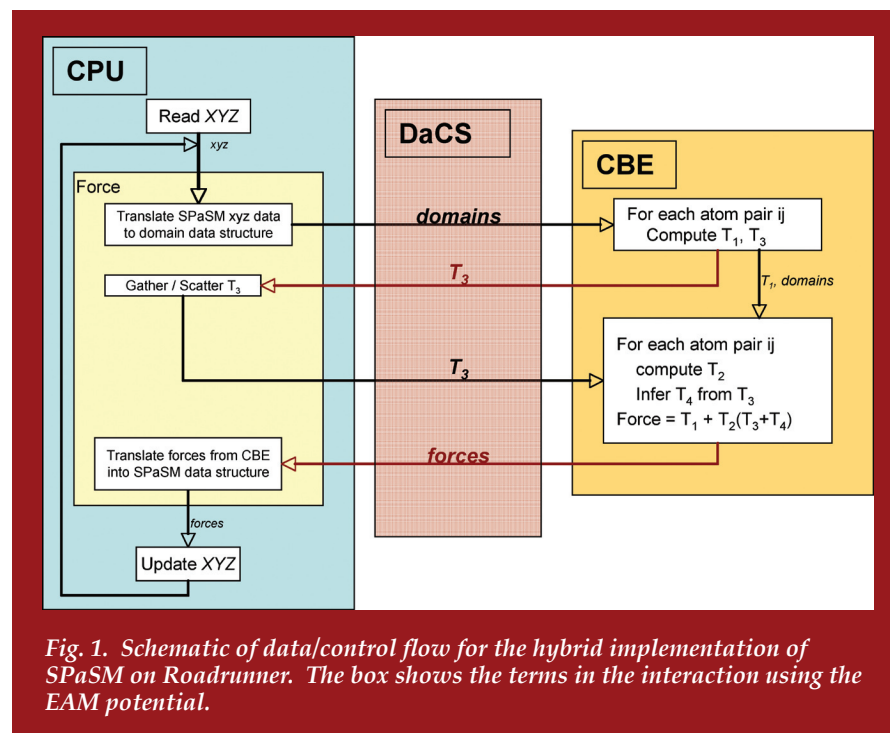 CPU
Read XYZ
xyz
Force
Translate SPaSM xyz data
to domain data structure
Gather / Scatter T₃
Translate forces from CBE
into SPaSM data structure
forces
Update XYZ
DaCS
domains
T₃
T₃
forces
CBE
For each atom pair ij
Compute T₁, T₃
T₁, domains
For each atom pair ij
compute T₂
Infer T₄ from T₃
Force = T₁ + T₂(T₃+T₄)
Fig. 1. Schematic of data/control flow for the hybrid implementation of
SPaSM on Roadrunner. The box shows the terms in the interaction using the
EAM potential.